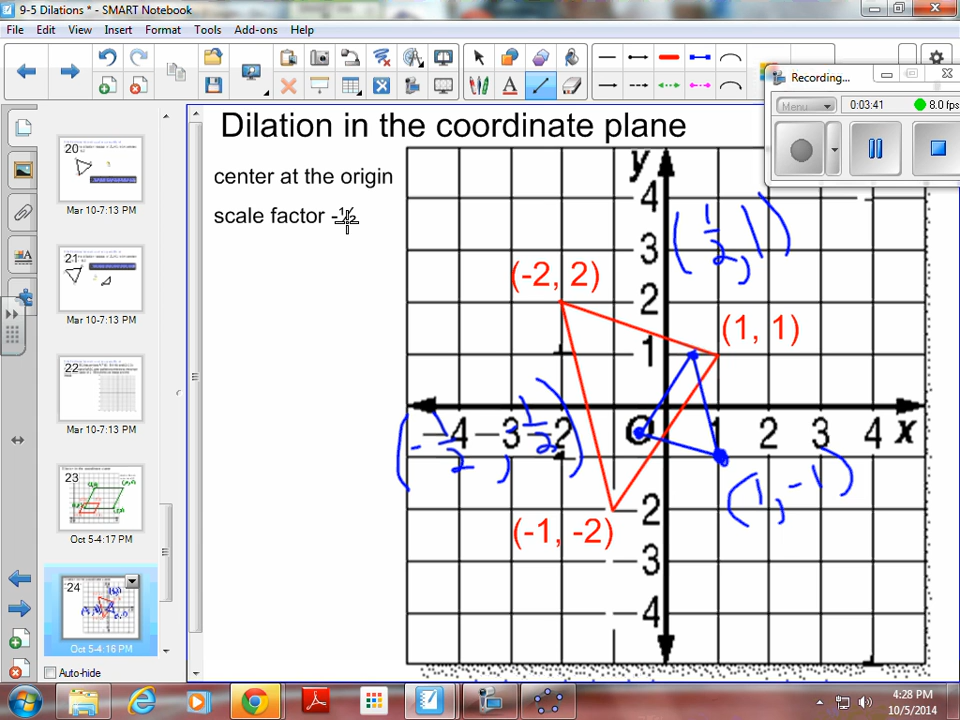 9-5 Dilations * - SMART Notebook
File Edit View Insert Format Tools Add-ons Help
Recording...
Menu
0:03:41
8.0 fps
20
Mar 10-7:13 PM
21
Mar 10-7:13 PM
22
Mar 10-7:13 PM
23
Oct 5-4:17 PM
24
Oct 5-4:16 PM
Auto-hide
Dilation in the coordinate plane
center at the origin
scale factor -½
y
4
3
2
1
(½, 1)
(-2, 2)
(1, 1)
-4 -3 -2 O 1 2 3 4 x
(-½, -½)
(1, -1)
(-1, -2)
-2
-3
-4
4:28 PM
10/5/2014